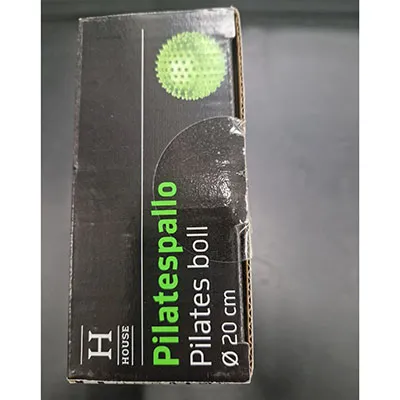 H
HOUSE
Pilatespallo
Pilates boll
Ø 20 cm